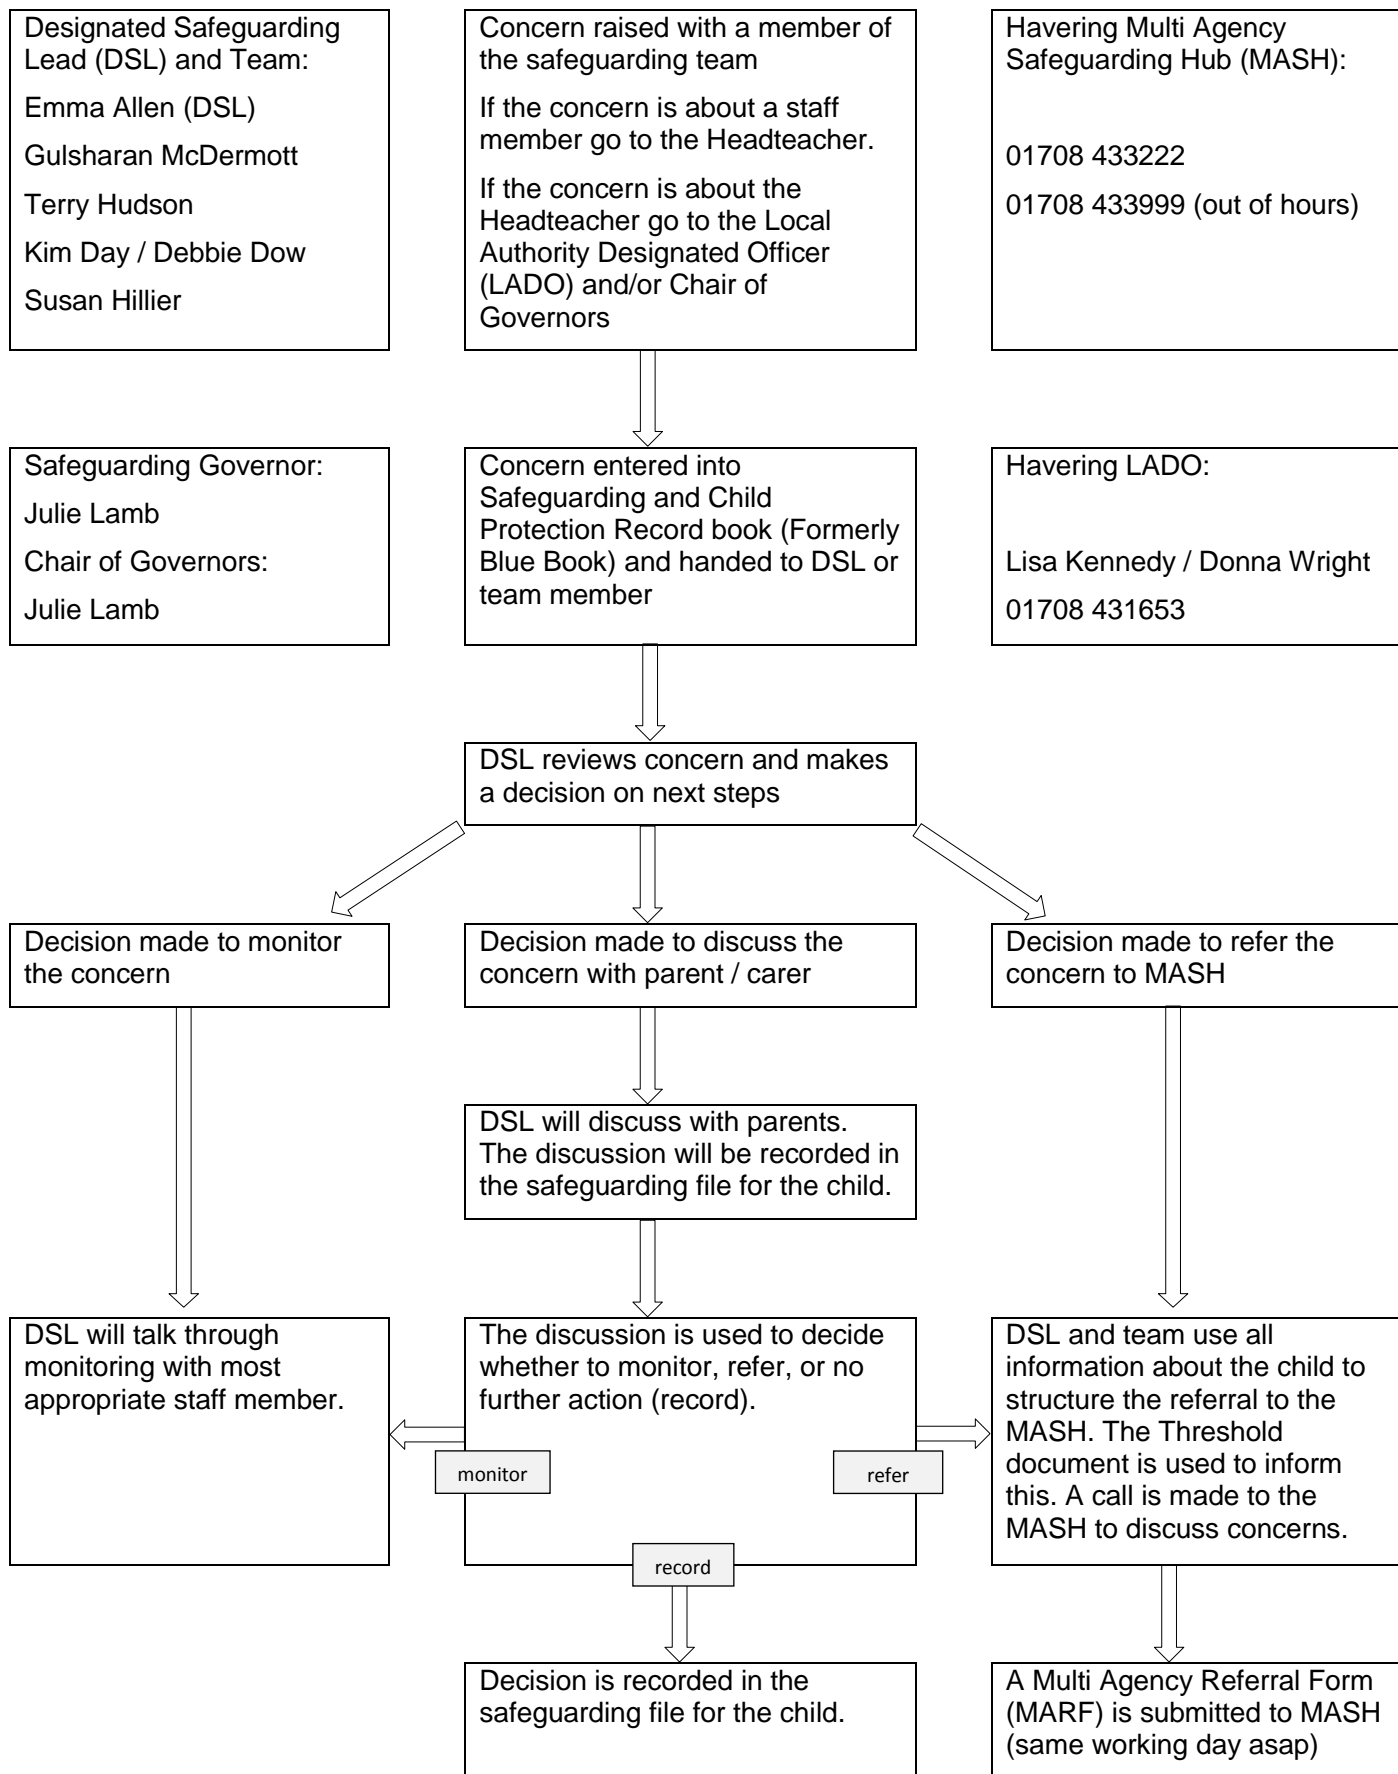 Designated Safeguarding
Lead (DSL) and Team:
Emma Allen (DSL)
Gulsharan McDermott
Terry Hudson
Kim Day / Debbie Dow
Susan Hillier
Concern raised with a member of
the safeguarding team
If the concern is about a staff
member go to the Headteacher.
If the concern is about the
Headteacher go to the Local
Authority Designated Officer
(LADO) and/or Chair of
Governors
Havering Multi Agency
Safeguarding Hub (MASH):
01708 433222
01708 433999 (out of hours)
Safeguarding Governor:
Julie Lamb
Chair of Governors:
Julie Lamb
Concern entered into
Safeguarding and Child
Protection Record book (Formerly
Blue Book) and handed to DSL or
team member
Havering LADO:
Lisa Kennedy / Donna Wright
01708 431653
DSL reviews concern and makes
a decision on next steps
Decision made to monitor
the concern
Decision made to discuss the
concern with parent / carer
Decision made to refer the
concern to MASH
DSL will discuss with parents.
The discussion will be recorded in
the safeguarding file for the child.
DSL will talk through
monitoring with most
appropriate staff member.
The discussion is used to decide
whether to monitor, refer, or no
further action (record).
monitor
refer
record
DSL and team use all
information about the child to
structure the referral to the
MASH. The Threshold
document is used to inform
this. A call is made to the
MASH to discuss concerns.
Decision is recorded in the
safeguarding file for the child.
A Multi Agency Referral Form
(MARF) is submitted to MASH
(same working day asap)